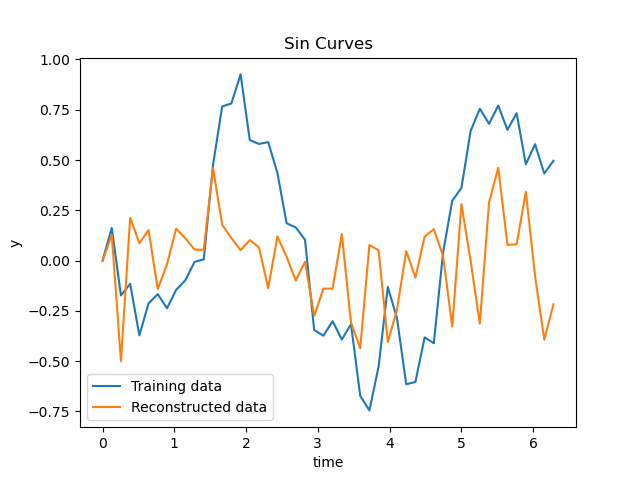 Sin Curves
1.00
0.75
0.50
0.25
0.00
−0.25
−0.50
−0.75
y
Training data
Reconstructed data
0 1 2 3 4 5 6
time